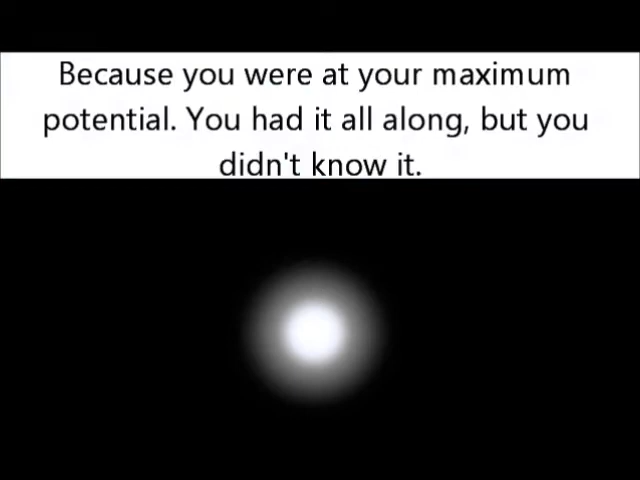 Because you were at your maximum
potential. You had it all along, but you
didn't know it.